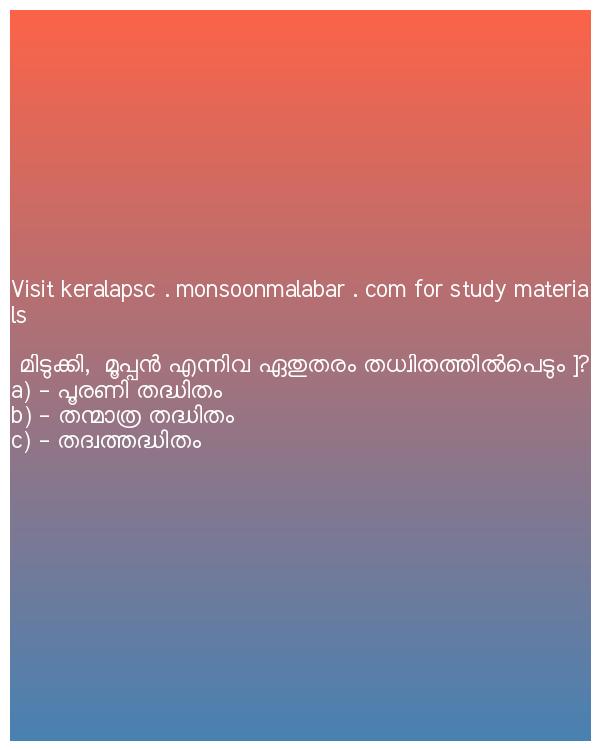 Visit keralapsc . monsoonmalabar . com for study materia
ls
മിടുക്കി,  മൂപ്പൻ എന്നിവ ഏതുതരം തധ്വിതത്തിൽപെടും ]?
a) - പൂരണി തദ്ധിതം
b) - തന്മാത്ര തദ്ധിതം
c) - തദ്വത്തദ്ധിതം